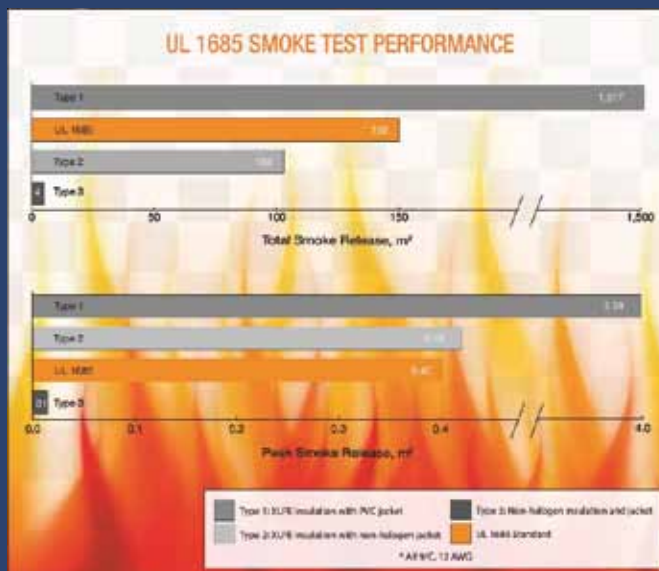 UL 1685 SMOKE TEST PERFORMANCE
Type 1
UL 1685
Type 2
4 Type 3
0 50 100 150 1,500
Total Smoke Release, m²
Type 1
Type 2
UL 1685
Type 3
0.0 0.1 0.2 0.3 0.4 4.0
Peak Smoke Release, m²
Type 1: XLPE insulation with PVC jacket
Type 3: Non-halogen insulation and jacket
Type 2: XLPE insulation with non-halogen jacket
UL 1685 Standard